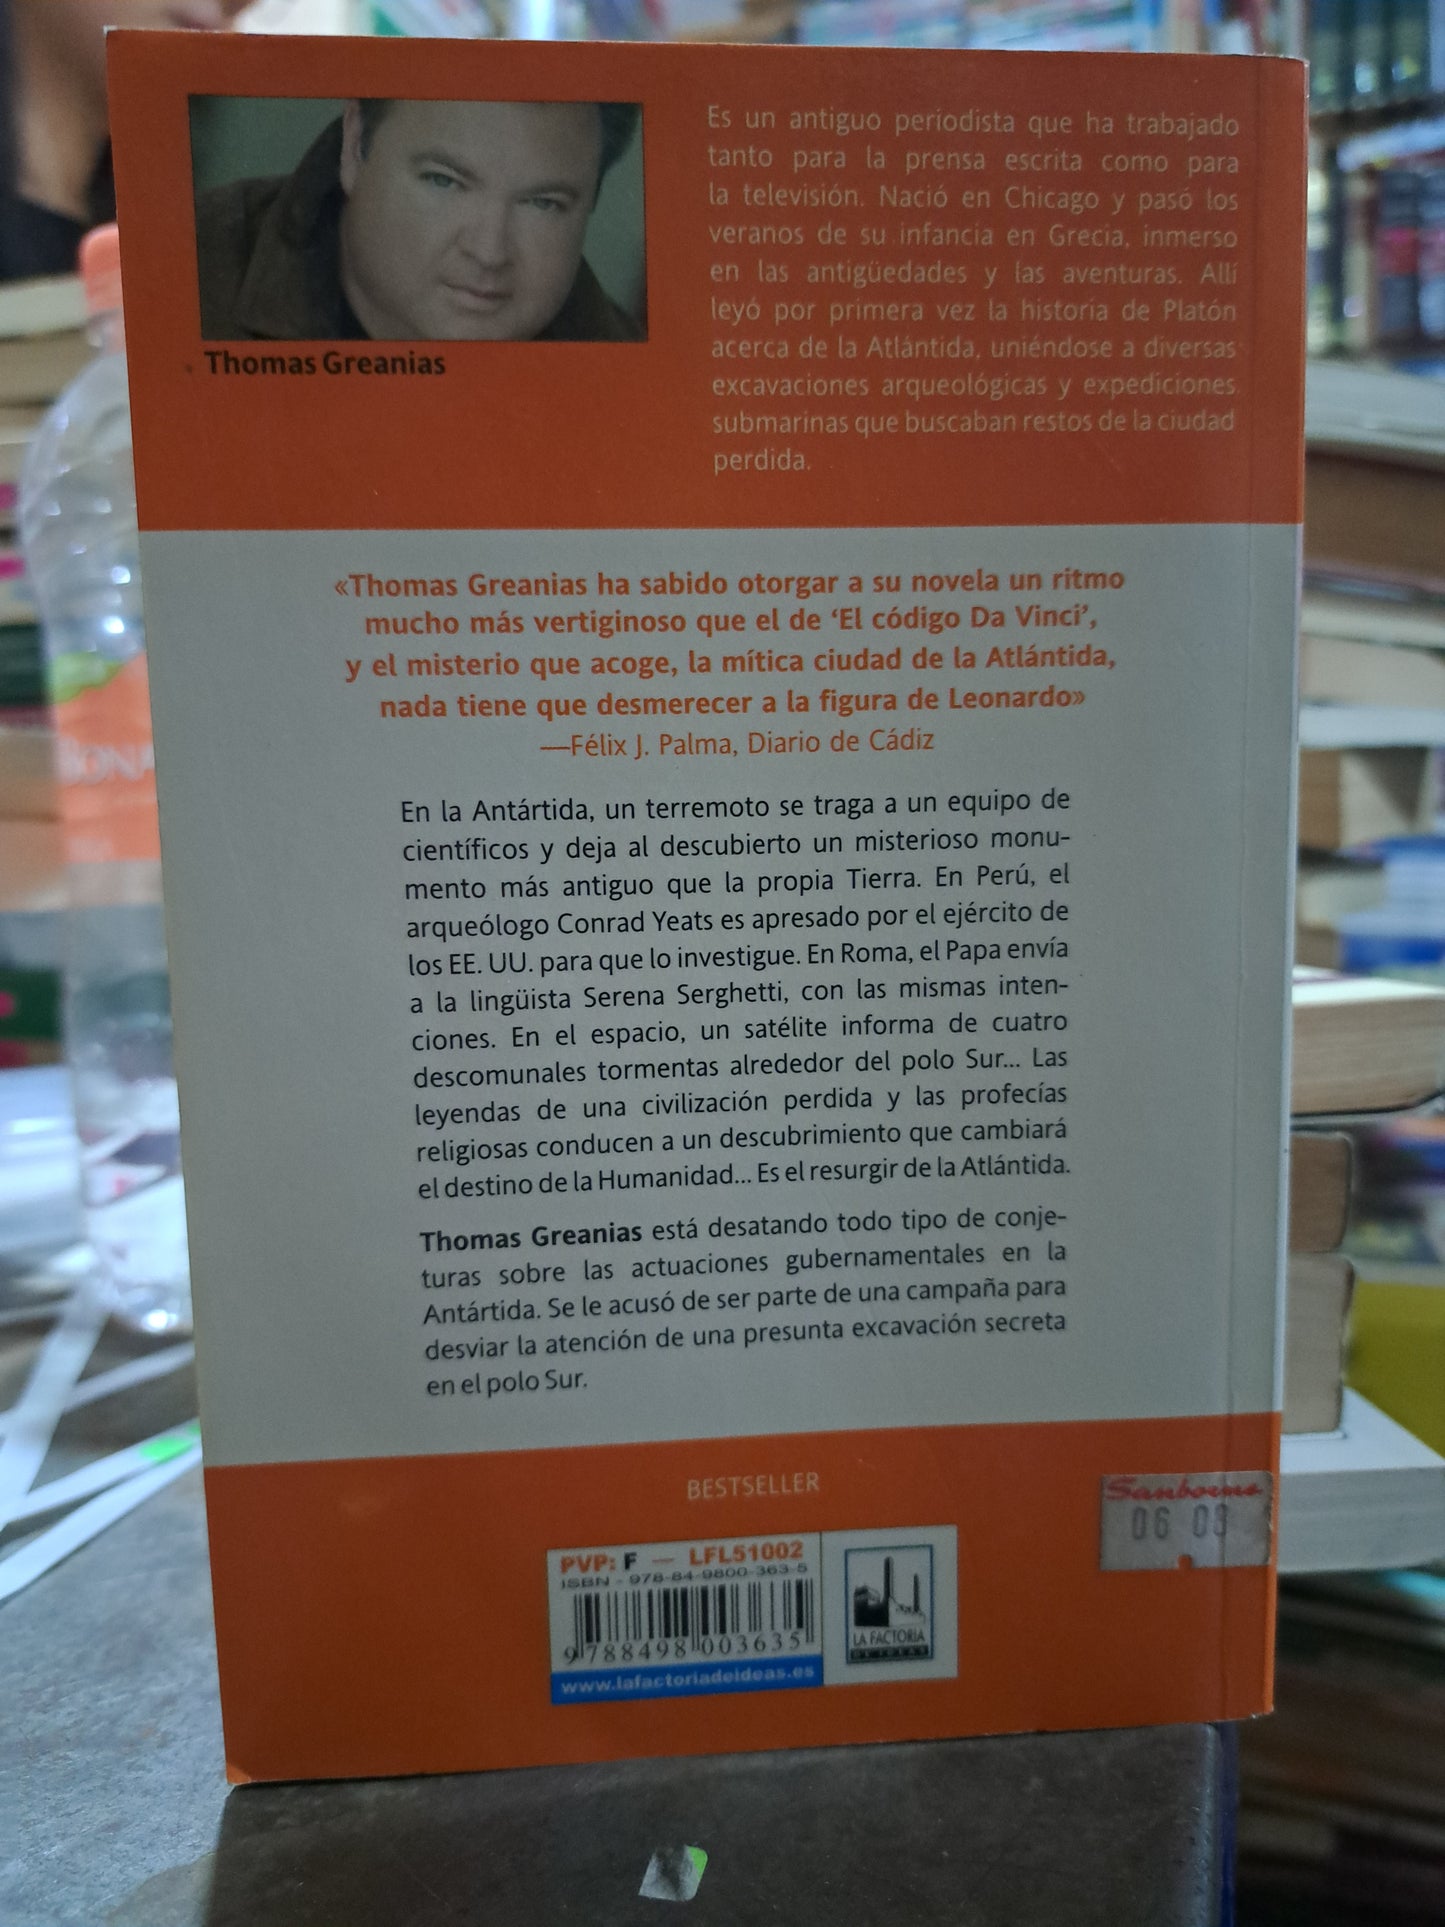 Thomas Greanias
Es un antiguo periodista que ha trabajado
tanto para la prensa escrita como para
la televisión. Nació en Chicago y pasó los
veranos de su infancia en Grecia, inmerso
en las antigüedades y las aventuras. Allí
leyó por primera vez la historia de Platón
acerca de la Atlántida, uniéndose a diversas
excavaciones arqueológicas y expediciones
submarinas que buscaban restos de la ciudad
perdida.
«Thomas Greanias ha sabido otorgar a su novela un ritmo
mucho más vertiginoso que el de ‘El código Da Vinci’,
y el misterio que acoge, la mítica ciudad de la Atlántida,
nada tiene que desmerecer a la figura de Leonardo»
—Félix J. Palma, Diario de Cádiz
En la Antártida, un terremoto se traga a un equipo de
científicos y deja al descubierto un misterioso monu-
mento más antiguo que la propia Tierra. En Perú, el
arqueólogo Conrad Yeats es apresado por el ejército de
los EE. UU. para que lo investigue. En Roma, el Papa envía
a la lingüista Serena Serghetti, con las mismas inten-
ciones. En el espacio, un satélite informa de cuatro
descomunales tormentas alrededor del polo Sur... Las
leyendas de una civilización perdida y las profecías
religiosas conducen a un descubrimiento que cambiará
el destino de la Humanidad... Es el resurgir de la Atlántida.
Thomas Greanias está desatando todo tipo de conje-
turas sobre las actuaciones gubernamentales en la
Antártida. Se le acusó de ser parte de una campaña para
desviar la atención de una presunta excavación secreta
en el polo Sur.
BESTSELLER
Sanborns
06 08
PVP: F — LFL51002
ISBN - 978-84-9800-363-5
9 788498 003635
www.lafactoriadeideas.es
LA FACTORIA
DE IDEAS